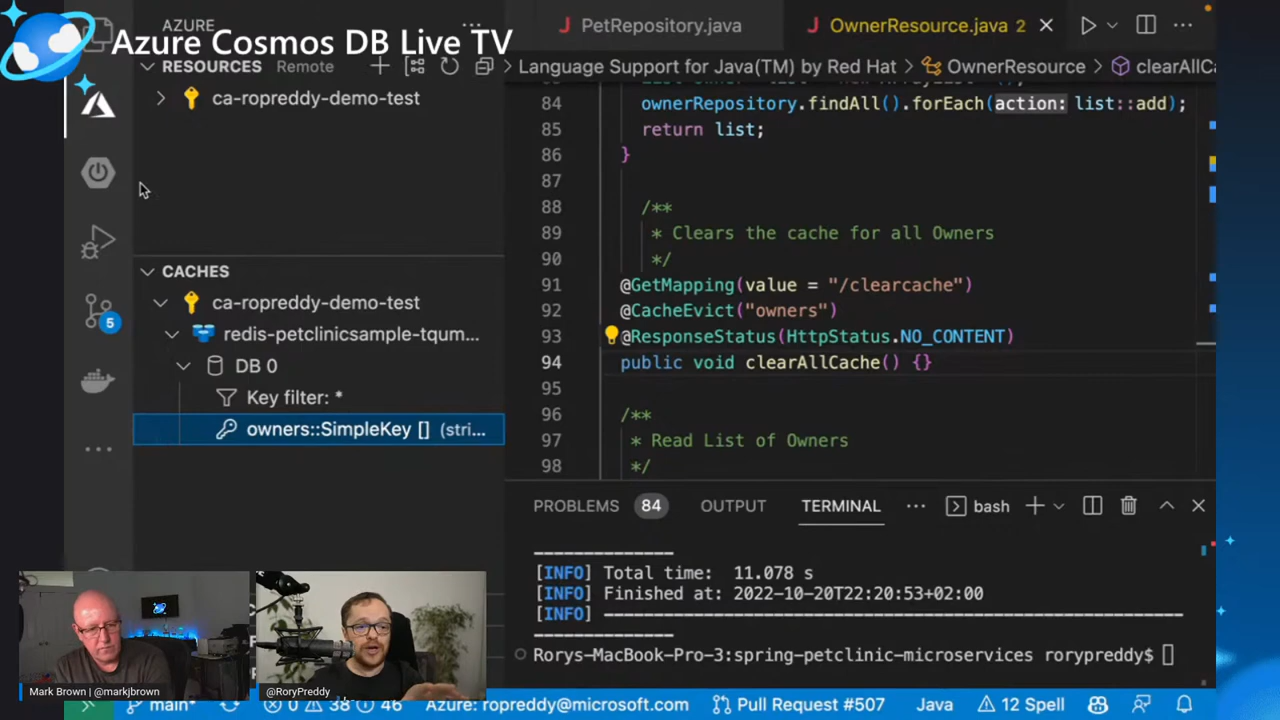 Azure Cosmos DB Live TV
AZURE
RESOURCES Remote
ca-ropreddy-demo-test
CACHES
ca-ropreddy-demo-test
redis-petclinicsample-tqum...
DB 0
Key filter: *
owners::SimpleKey [] (stri...
5
PetRepository.java
OwnerResource.java 2
Language Support for Java(TM) by Red Hat > OwnerResource >
84 ownerRepository.findAll().forEach(action: list::add);
85 return list;
86 }
87
88 /**
89 * Clears the cache for all Owners
90 */
91 @GetMapping(value = "/clearcache")
92 @CacheEvict("owners")
93 @ResponseStatus(HttpStatus.NO_CONTENT)
94 public void clearAllCache() {}
95
96 /**
97 * Read List of Owners
98 */
PROBLEMS 84 OUTPUT TERMINAL ... bash
--------------
[INFO] Total time: 11.078 s
[INFO] Finished at: 2022-10-20T22:20:53+02:00
[INFO] ----------------------------------------------------------
--------------
Rorys-MacBook-Pro-3:spring-petclinic-microservices rorypreddy$
Mark Brown | @markjbrown
@RoryPreddy
main* 0 38 46 Azure: ropreddy@microsoft.com Pull Request #507 Java 12 Spell